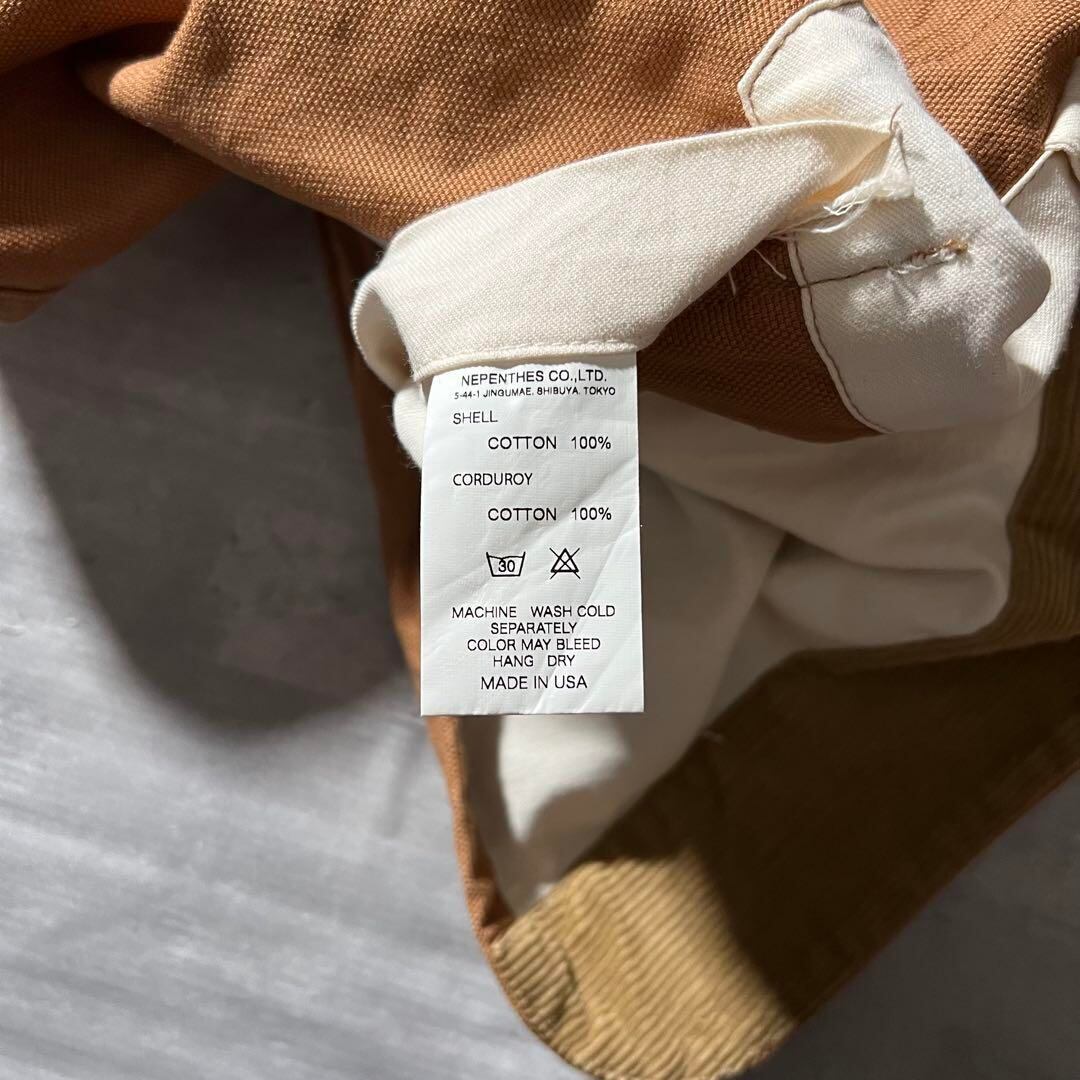 NEPENTHES CO.,LTD.
5-44-1 JINGUMAE. SHIBUYA. TOKYO
SHELL
COTTON 100%
CORDUROY
COTTON 100%
30
MACHINE WASH COLD
SEPARATELY
COLOR MAY BLEED
HANG DRY
MADE IN USA